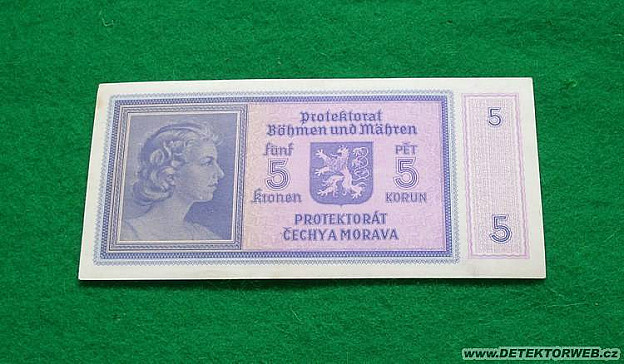 Protektorat
Böhmen und Mähren
fünf PĚT
5 5
kronen KORUN
PROTEKTORÁT
ČECHY A MORAVA
5
5
www.DETEKTORWEB.cz